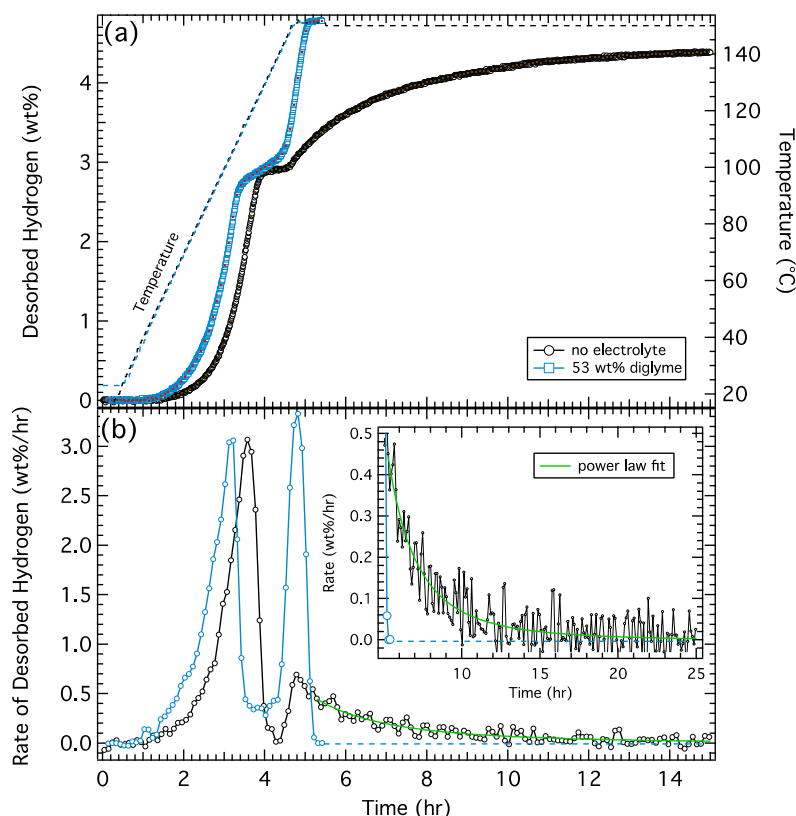 (a)
Desorbed Hydrogen (wt%)
4
3
2
1
0
Temperature
140
120
100
80
60
40
20
Temperature (°C)
no electrolyte
53 wt% diglyme
(b)
Rate of Desorbed Hydrogen (wt%/hr)
3.0
2.5
2.0
1.5
1.0
0.5
0.0
0 2 4 6 8 10 12 14
Time (hr)
Rate (wt%/hr)
0.5
0.4
0.3
0.2
0.1
0.0
power law fit
10 15 20 25
Time (hr)